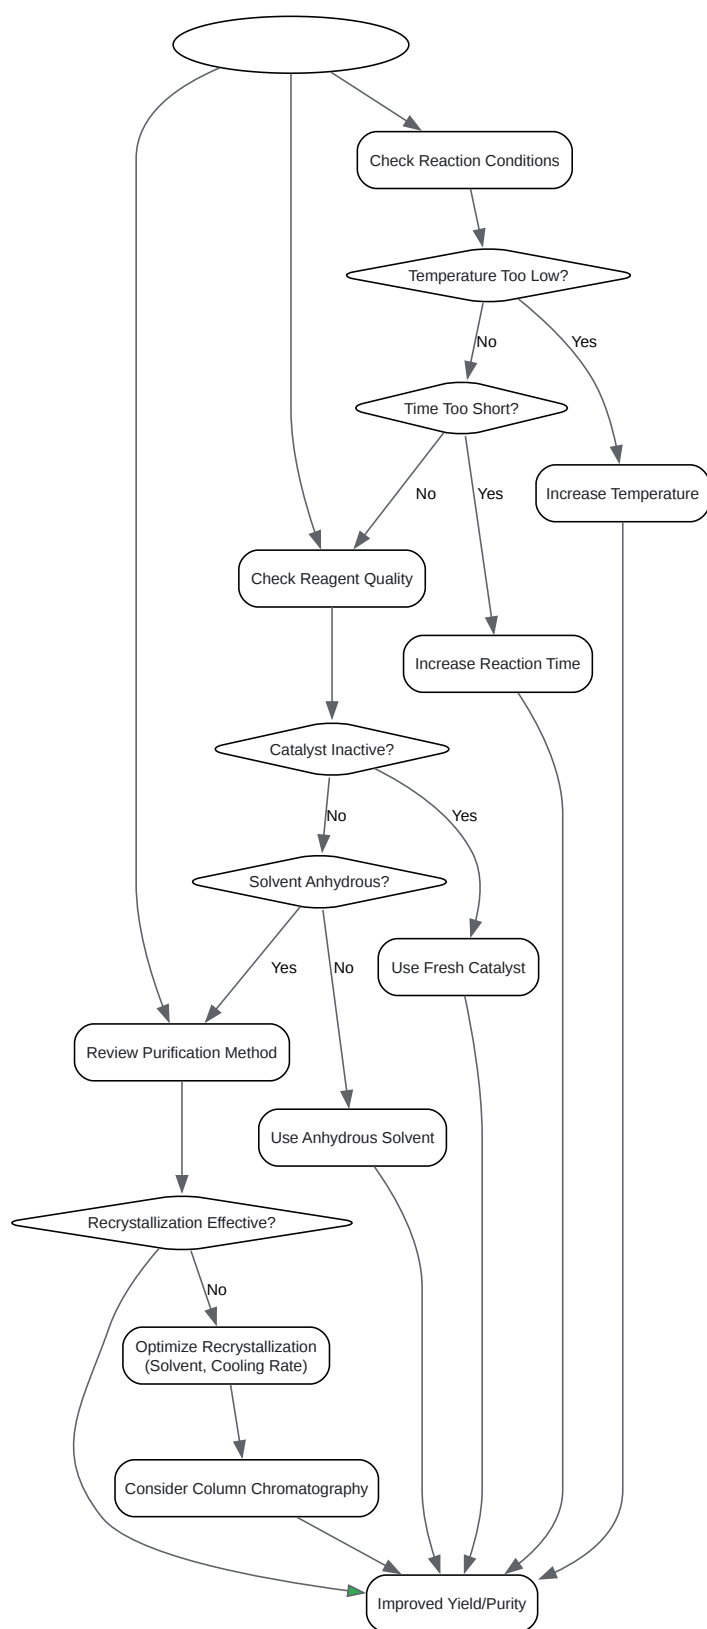 Check Reaction Conditions
Temperature Too Low?
No
Yes
Time Too Short?
No
Yes
Increase Temperature
Check Reagent Quality
Increase Reaction Time
Catalyst Inactive?
No
Yes
Solvent Anhydrous?
Yes
No
Use Fresh Catalyst
Review Purification Method
Use Anhydrous Solvent
Recrystallization Effective?
No
Optimize Recrystallization
(Solvent, Cooling Rate)
Consider Column Chromatography
Improved Yield/Purity